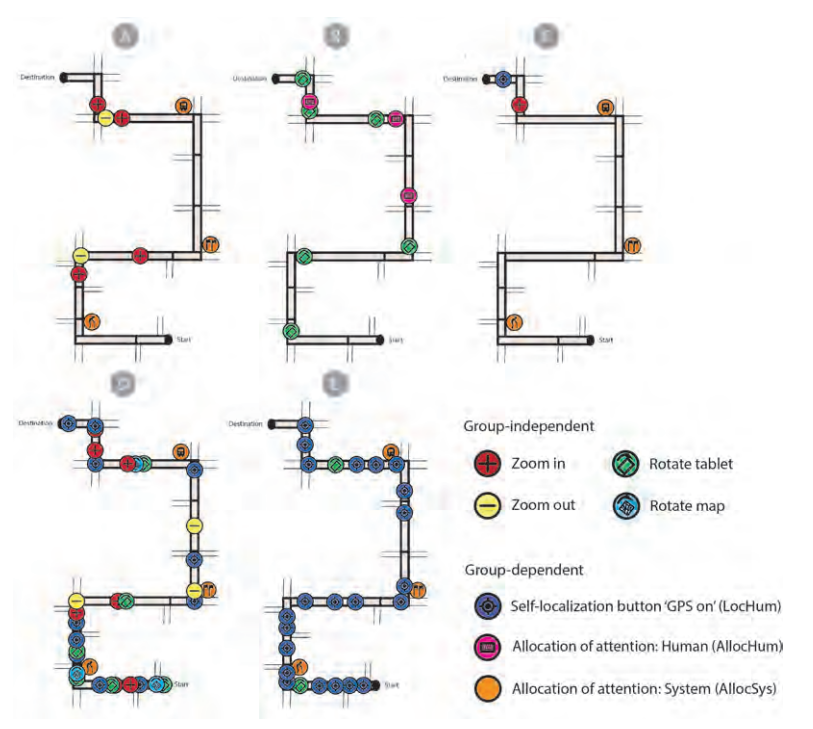 A
Destination
Start
B
Destination
Start
Destination
Start
D
Destination
Start
E
Destination
Start
Group-independent
Zoom in
Rotate tablet
Zoom out
Rotate map
Group-dependent
Self-localization button 'GPS on' (LocHum)
Allocation of attention: Human (AllocHum)
Allocation of attention: System (AllocSys)